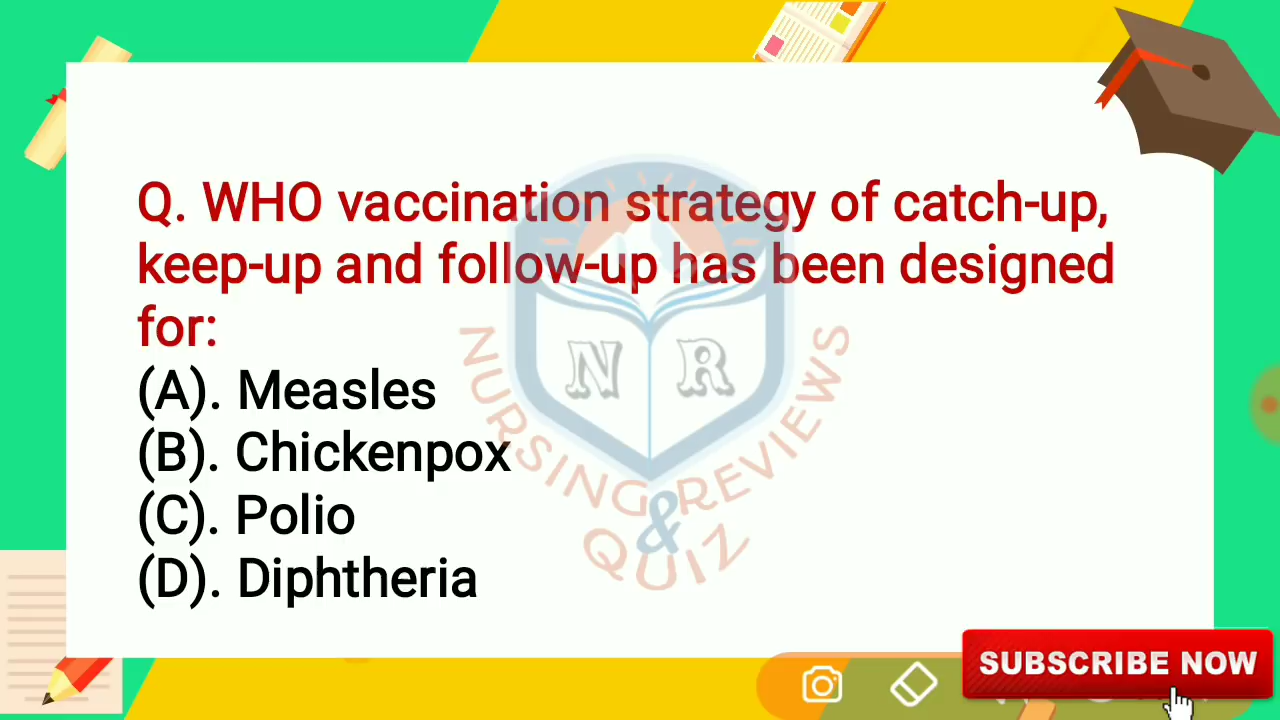 Q. WHO vaccination strategy of catch-up,
keep-up and follow-up has been designed
for:
(A). Measles
(B). Chickenpox
(C). Polio
(D). Diphtheria
N R
NURSING REVIEWS
&
QUIZ
SUBSCRIBE NOW